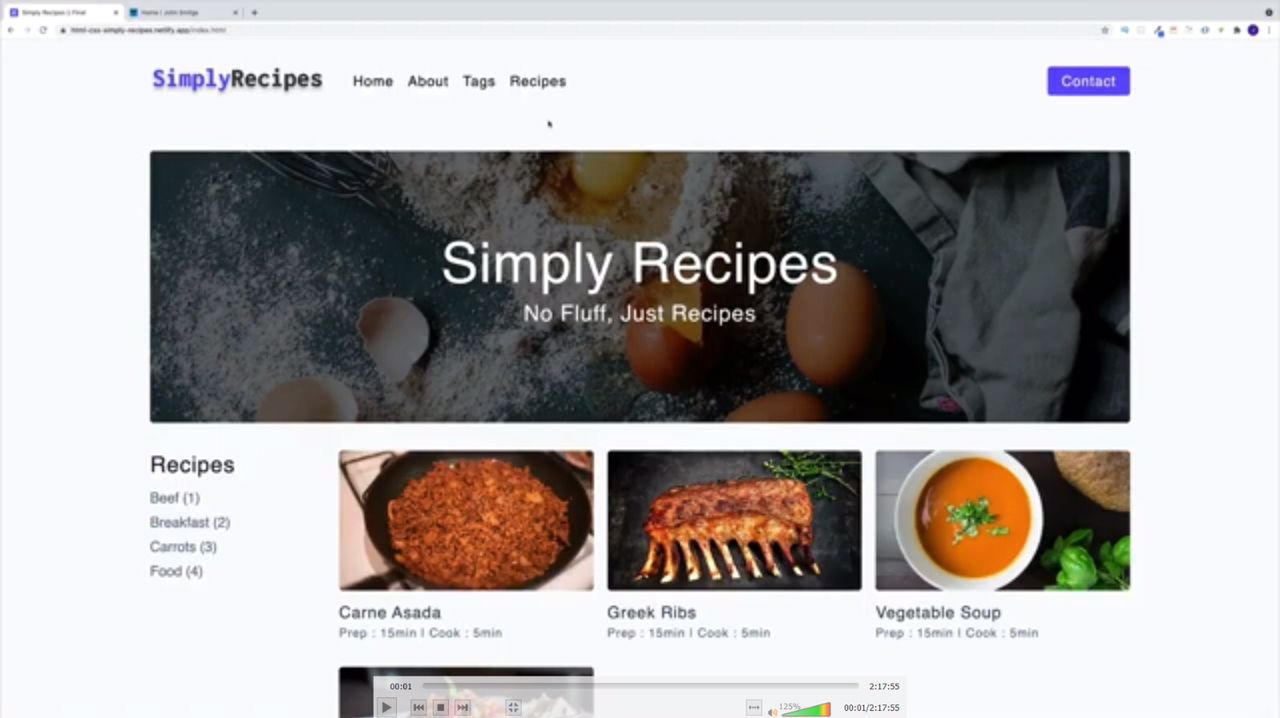 Simply Recipes || Final
Home | John Smilga
html-css-simply-recipes.netlify.app/index.html
SimplyRecipes
Home About Tags Recipes
Contact
Simply Recipes
No Fluff, Just Recipes
Recipes
Beef (1)
Breakfast (2)
Carrots (3)
Food (4)
Carne Asada
Prep : 15min | Cook : 5min
Greek Ribs
Prep : 15min | Cook : 5min
Vegetable Soup
Prep : 15min | Cook : 5min
00:01
2:17:55
125%
00:01/2:17:55